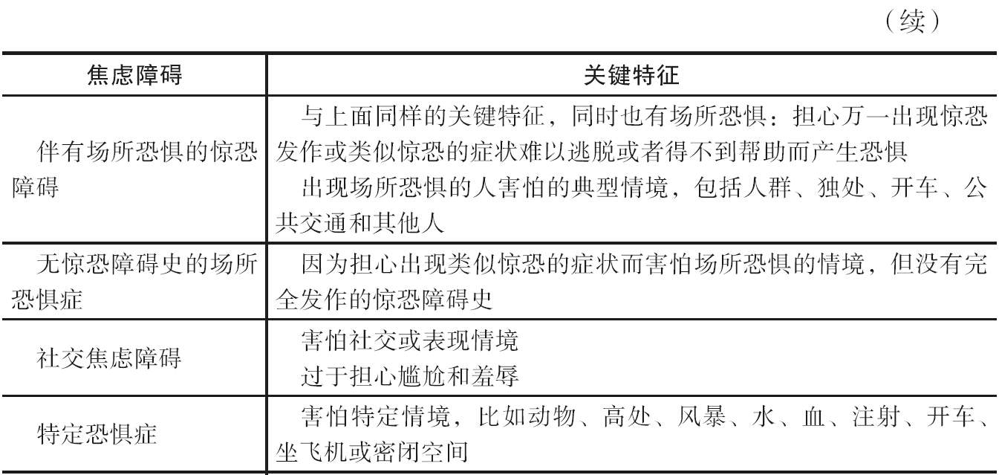 （续）
焦虑障碍
关键特征
伴有场所恐惧的惊恐
障碍
与上面同样的关键特征，同时也有场所恐惧：担心万一出现惊恐
发作或类似惊恐的症状难以逃脱或者得不到帮助而产生恐惧
出现场所恐惧的人害怕的典型情境，包括人群、独处、开车、公
共交通和其他人
无惊恐障碍史的场所
恐惧症
因为担心出现类似惊恐的症状而害怕场所恐惧的情境，但没有完
全发作的惊恐障碍史
社交焦虑障碍
害怕社交或表现情境
过于担心尴尬和羞辱
特定恐惧症
害怕特定情境，比如动物、高处、风暴、水、血、注射、开车、
坐飞机或密闭空间